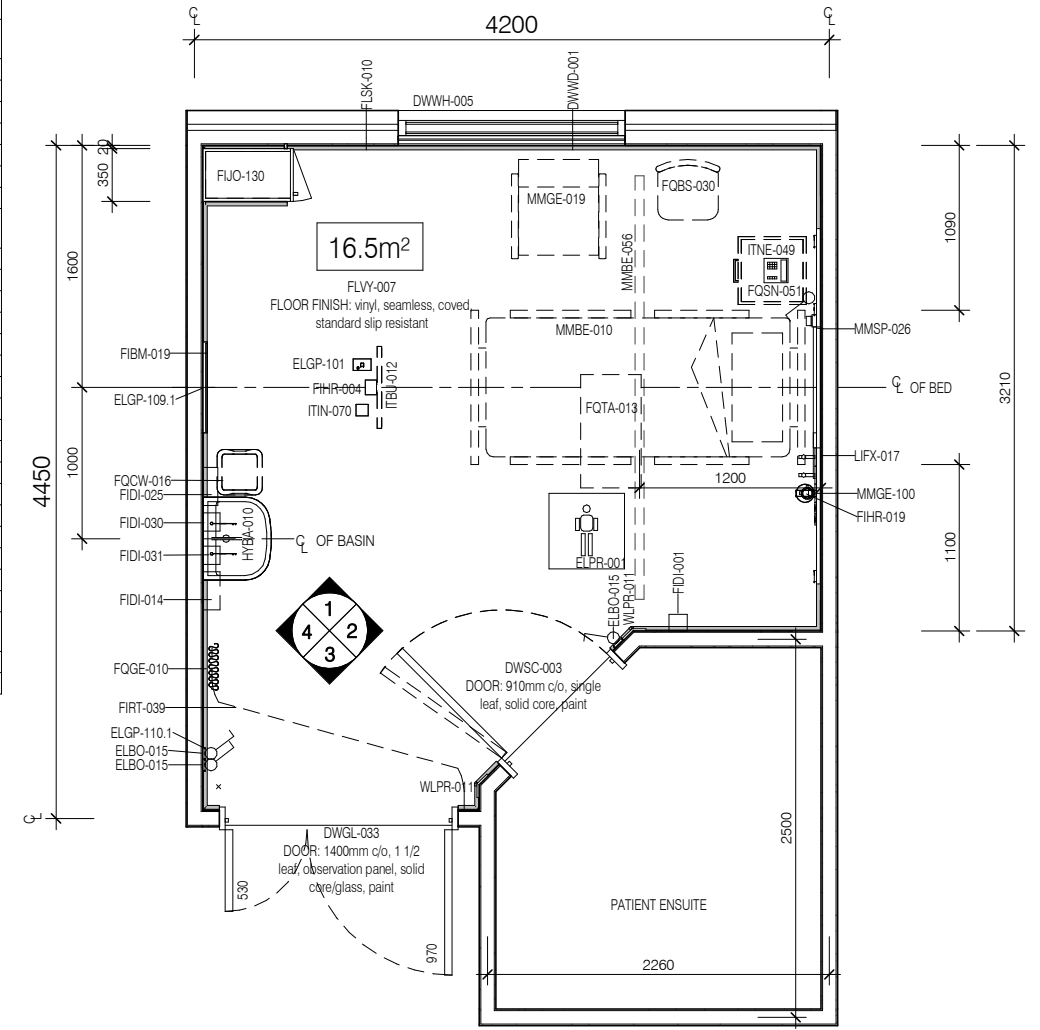 ℄
4200
℄
FLSK-010
DWWH-005
DWWD-001
20
350
FIJO-130
MMGE-019
FQBS-030
16.5m²
MMBE-056
ITNE-049
1090
1600
FLVY-007
FLOOR FINISH: vinyl, seamless, coved,
standard slip resistant
FQSN-051
MMBE-010
MMSP-026
FIBM-019
ELGP-101
FIHR-004
ITBU-012
ITIN-070
ELGP-109.1
FQTA-013
℄ OF BED
3210
4450
1000
FQCW-016
FIDI-025
1200
LIFX-017
MMGE-100
FIHR-019
FIDI-030
HYBA-010
℄ OF BASIN
FIDI-031
1100
ELPR-001
FIDI-014
ELBO-015
WLPR-011
FIDI-001
1
4
2
3
FQGE-010
DWSC-003
DOOR: 910mm c/o, single
leaf, solid core, paint
FIRT-039
ELGP-110.1
ELBO-015
ELBO-015
WLPR-011
℄
DWGL-033
DOOR: 1400mm c/o, 1 1/2
leaf, observation panel, solid
core/glass, paint
530
970
2500
PATIENT ENSUITE
2260